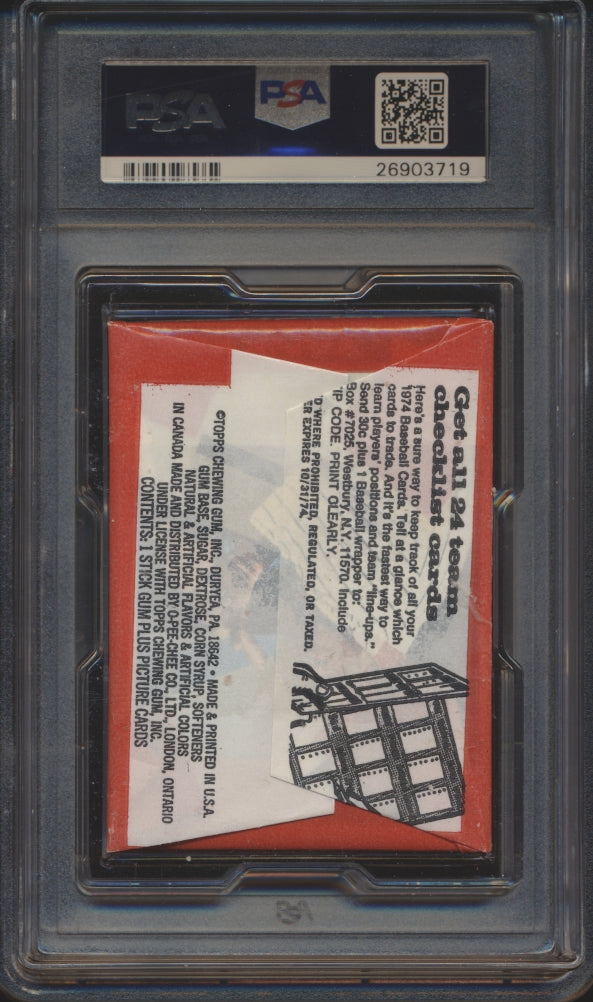 PSA
PSA
26903719
Get all 24 team
checklist cards
Here's a sure way to keep track of all your
1974 Baseball Cards. Tell at a glance which
cards to trade. And it's the fastest way to
learn players' positions and team "line-ups."
Send 30c plus 1 Baseball wrapper to:
Box #7025, Westbury, N.Y. 11570. Include
IP CODE. PRINT CLEARLY.
D WHERE PROHIBITED, REGULATED, OR TAXED.
ER EXPIRES 10/31/74.
©TOPPS CHEWING GUM, INC., DURYEA, PA. 18642 • MADE & PRINTED IN U.S.A.
GUM BASE, SUGAR, DEXTROSE, CORN SYRUP, SOFTENERS
NATURAL & ARTIFICIAL FLAVORS & ARTIFICIAL COLORS
IN CANADA MADE AND DISTRIBUTED BY O-PEE-CHEE CO., LTD., LONDON, ONTARIO
UNDER LICENSE WITH TOPPS CHEWING GUM, INC.
CONTENTS: 1 STICK GUM PLUS PICTURE CARDS